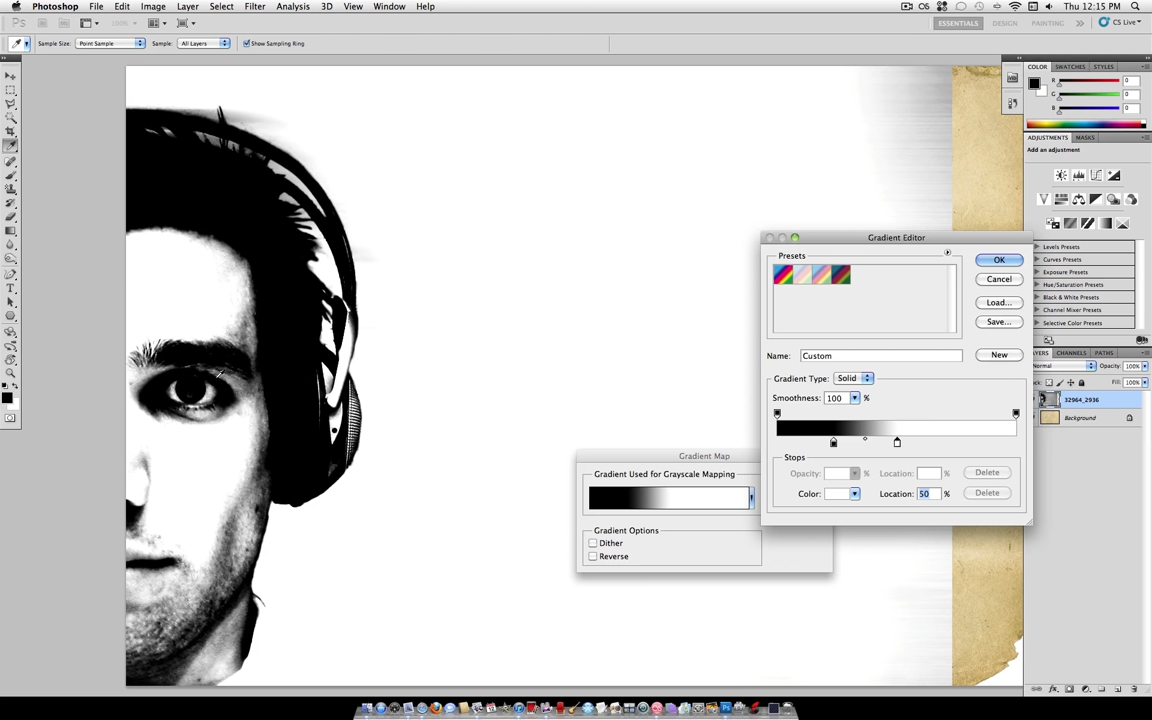 Photoshop File Edit Image Layer Select Filter Analysis 3D View Window Help Thu 12:15 PM
Ps 100% ESSENTIALS DESIGN PAINTING CS Live
Sample Size: Point Sample Sample: All Layers Show Sampling Ring
COLOR SWATCHES STYLES
R 0
G 0
B 0
ADJUSTMENTS MASKS
Add an adjustment
Levels Presets
Curves Presets
Exposure Presets
Hue/Saturation Presets
Black & White Presets
Channel Mixer Presets
Selective Color Presets
LAYERS CHANNELS PATHS
Normal Opacity: 100%
Fill: 100%
32964_2936
Background
Gradient Editor
Presets
OK
Cancel
Load...
Save...
Name: Custom New
Gradient Type: Solid
Smoothness: 100 %
Stops
Opacity: % Location: % Delete
Color: Location: 50 % Delete
Gradient Map
Gradient Used for Grayscale Mapping
Gradient Options
Dither
Reverse